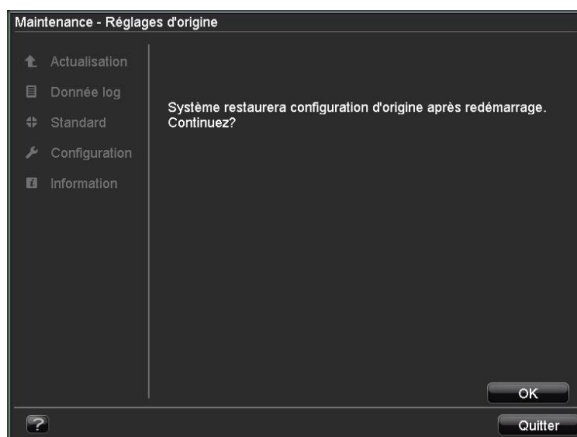 Maintenance - Réglages d'origine
Actualisation
Donnée log
Standard
Configuration
Information
Système restaurera configuration d'origine après redémarrage.
Continuez?
OK
?
Quitter